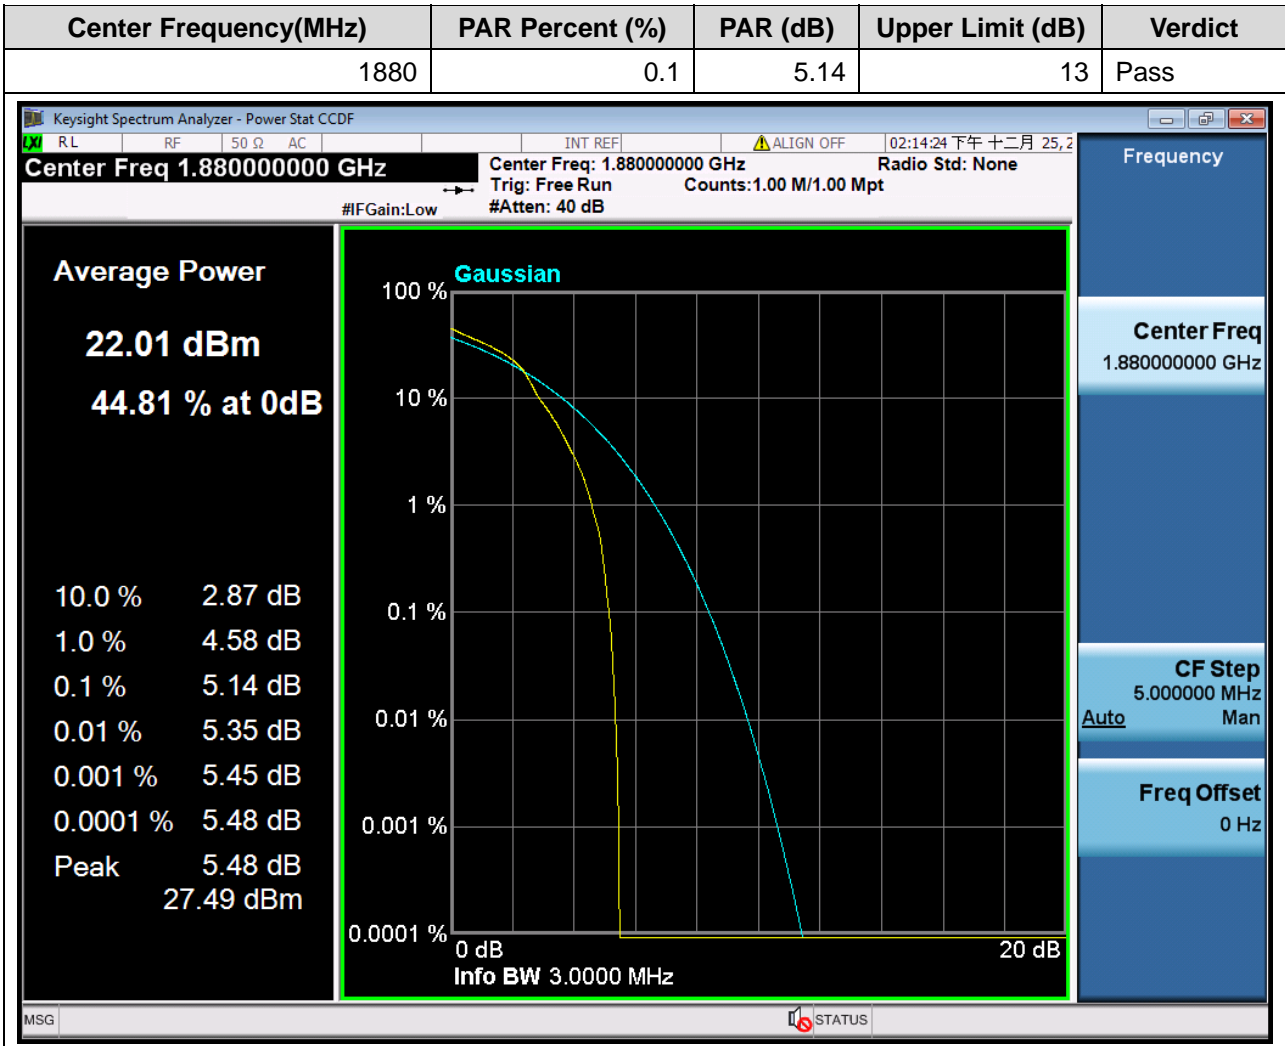 Center Frequency(MHz) PAR Percent (%) PAR (dB) Upper Limit (dB) Verdict
1880 0.1 5.14 13 Pass
Keysight Spectrum Analyzer - Power Stat CCDF
LXI RL RF 50 Ω AC INT REF ALIGN OFF 02:14:24 下午 十二月 25, 2
Center Freq 1.880000000 GHz
Center Freq: 1.880000000 GHz Radio Std: None
Trig: Free Run Counts:1.00 M/1.00 Mpt
#IFGain:Low #Atten: 40 dB
Average Power
22.01 dBm
44.81 % at 0dB
10.0 % 2.87 dB
1.0 % 4.58 dB
0.1 % 5.14 dB
0.01 % 5.35 dB
0.001 % 5.45 dB
0.0001 % 5.48 dB
Peak 5.48 dB
27.49 dBm
Gaussian
100 %
10 %
1 %
0.1 %
0.01 %
0.001 %
0.0001 %
0 dB 20 dB
Info BW 3.0000 MHz
Frequency
Center Freq
1.880000000 GHz
CF Step
5.000000 MHz
Auto Man
Freq Offset
0 Hz
MSG STATUS